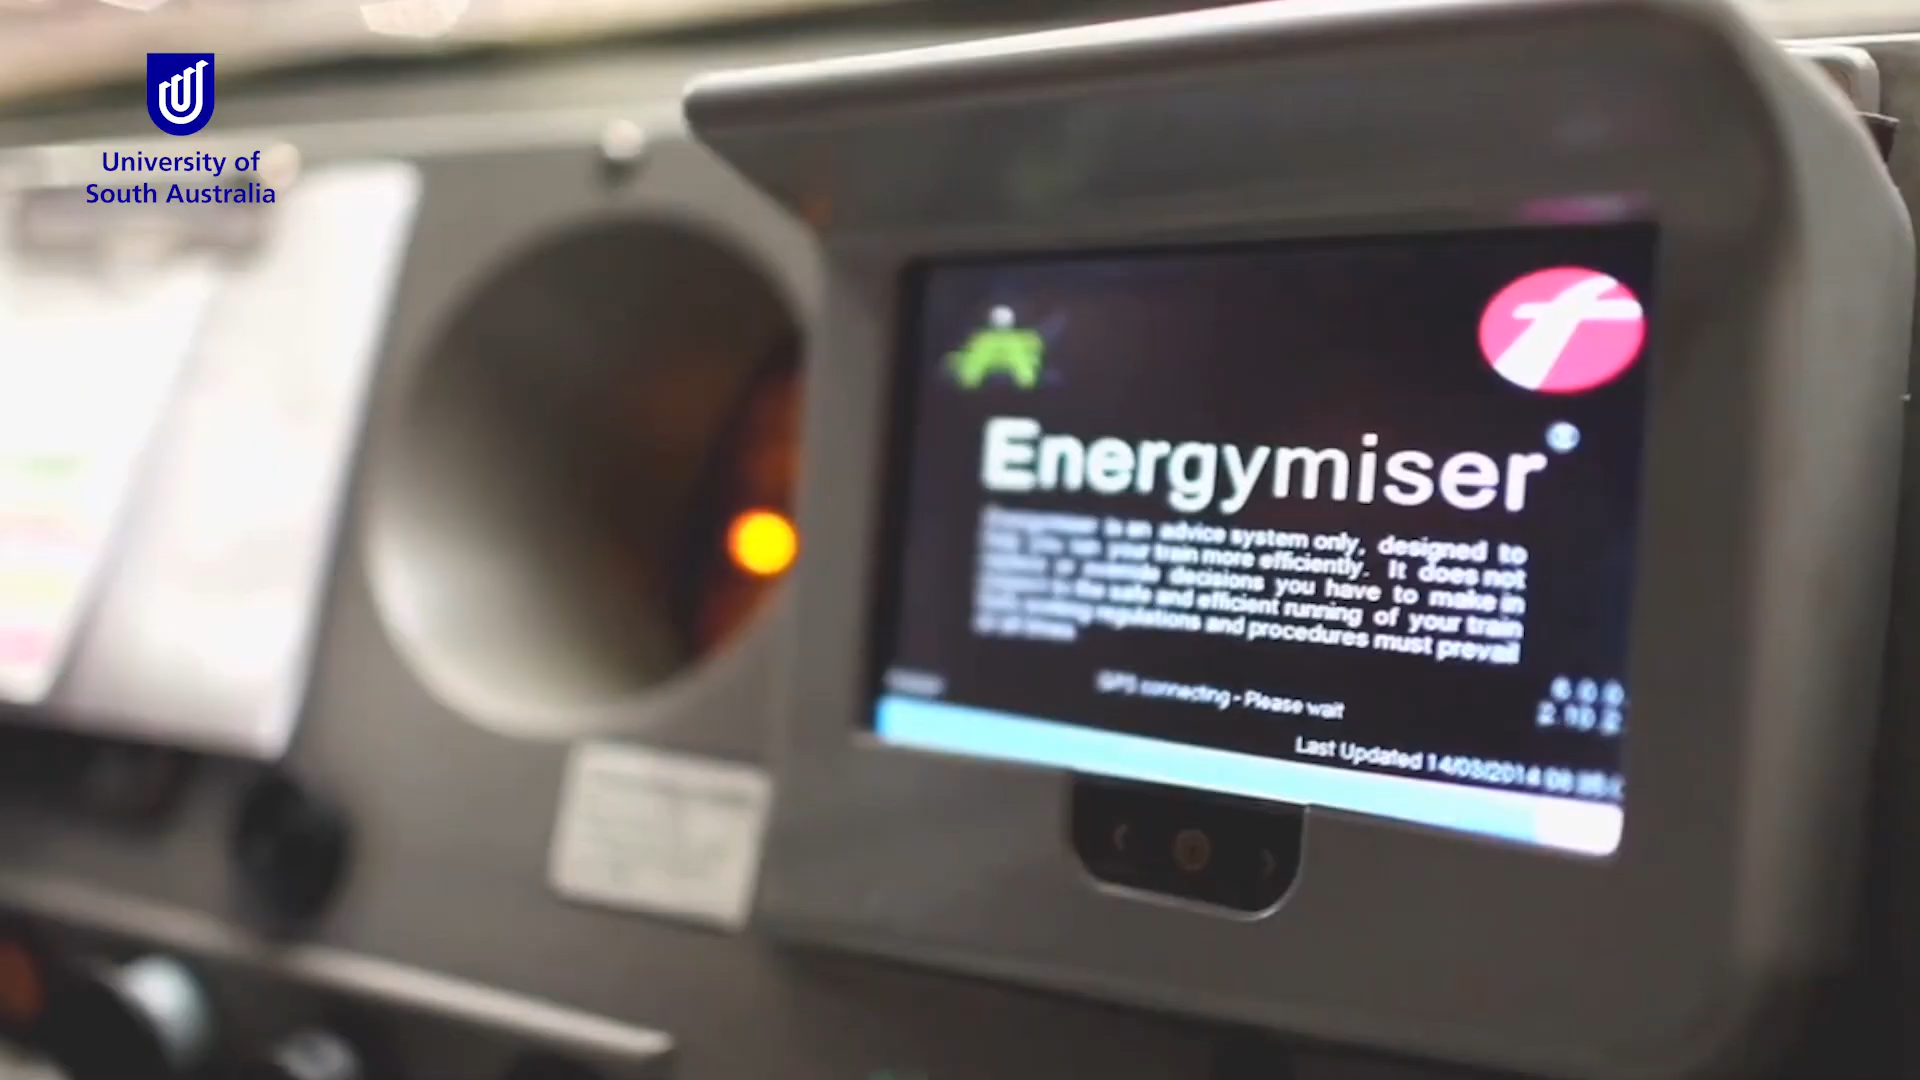 University of
South Australia
Energymiser
Energymiser is an advice system only, designed to
help you run your train more efficiently. It does not
replace or override decisions you have to make in
respect to the safe and efficient running of your train
working regulations and procedures must prevail
at all times
GPS connecting - Please wait
Last Updated 14/03/2014